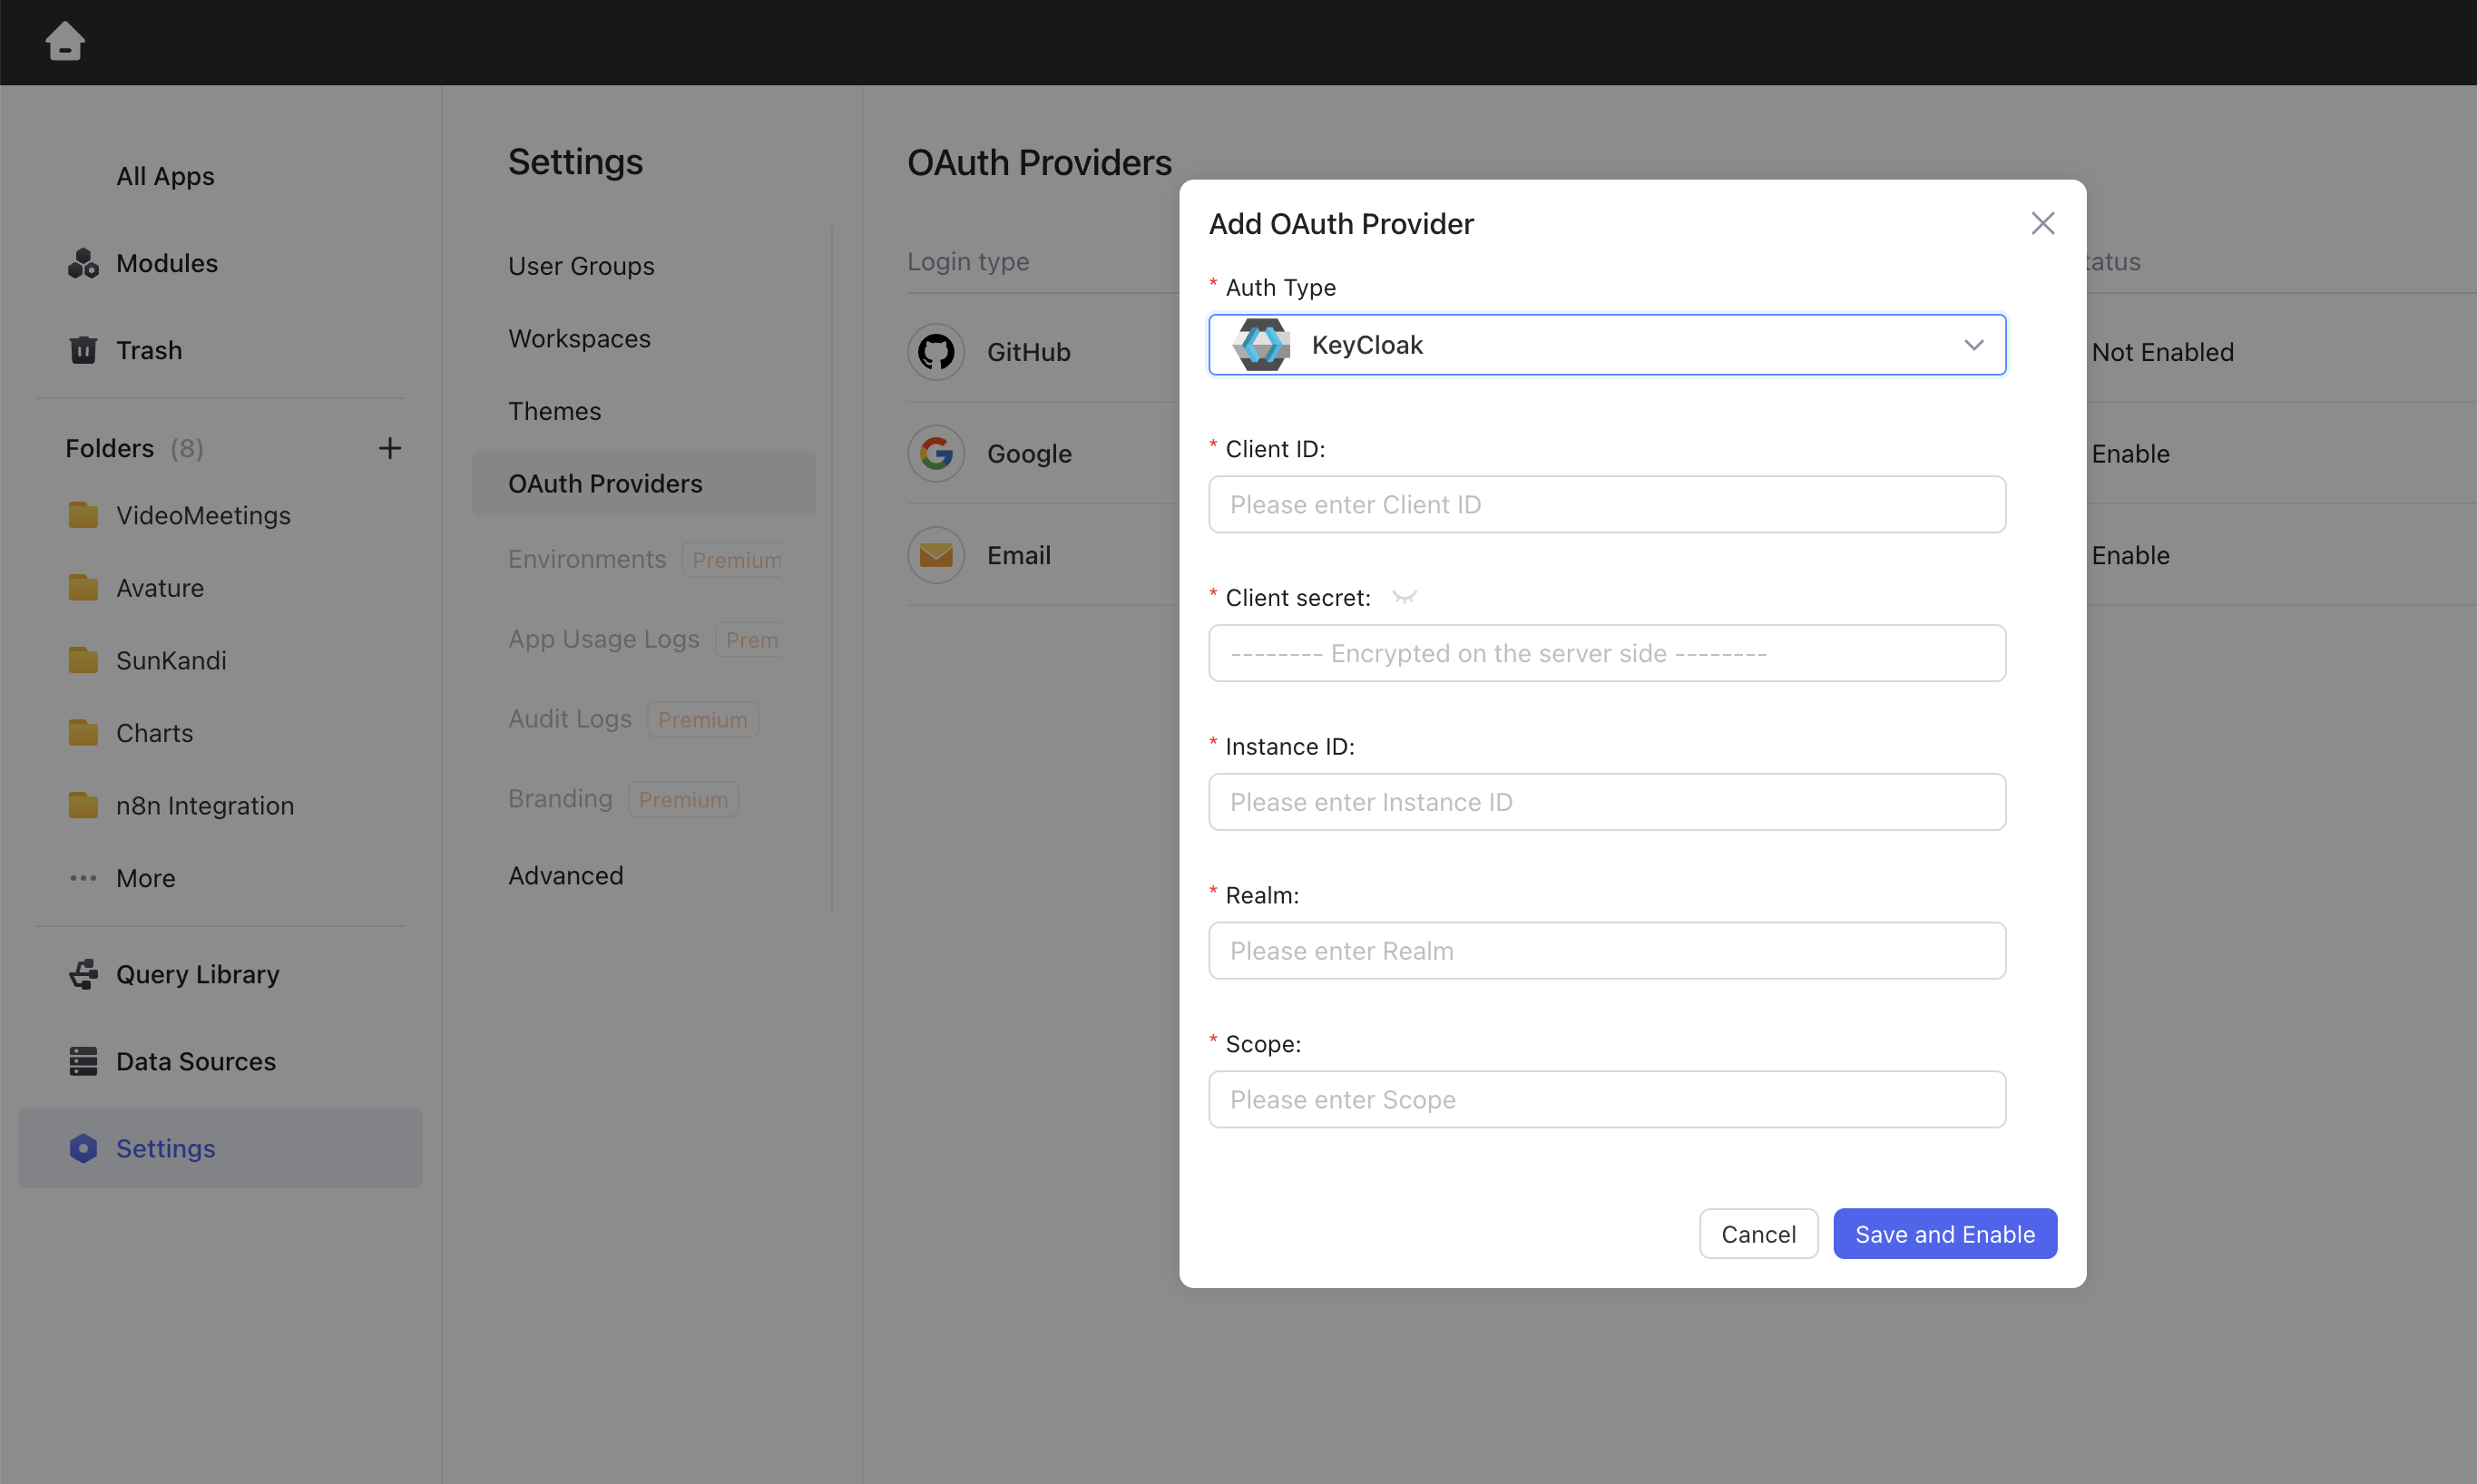 All Apps
Modules
Trash
Folders (8)
VideoMeetings
Avature
SunKandi
Charts
n8n Integration
More
Query Library
Data Sources
Settings
Settings
User Groups
Workspaces
Themes
OAuth Providers
Environments Premium
App Usage Logs Prem
Audit Logs Premium
Branding Premium
Advanced
OAuth Providers
Login type
tatus
GitHub
Not Enabled
Google
Enable
Email
Enable
Add OAuth Provider
* Auth Type
KeyCloak
* Client ID:
Please enter Client ID
* Client secret:
-------- Encrypted on the server side --------
* Instance ID:
Please enter Instance ID
* Realm:
Please enter Realm
* Scope:
Please enter Scope
Cancel
Save and Enable